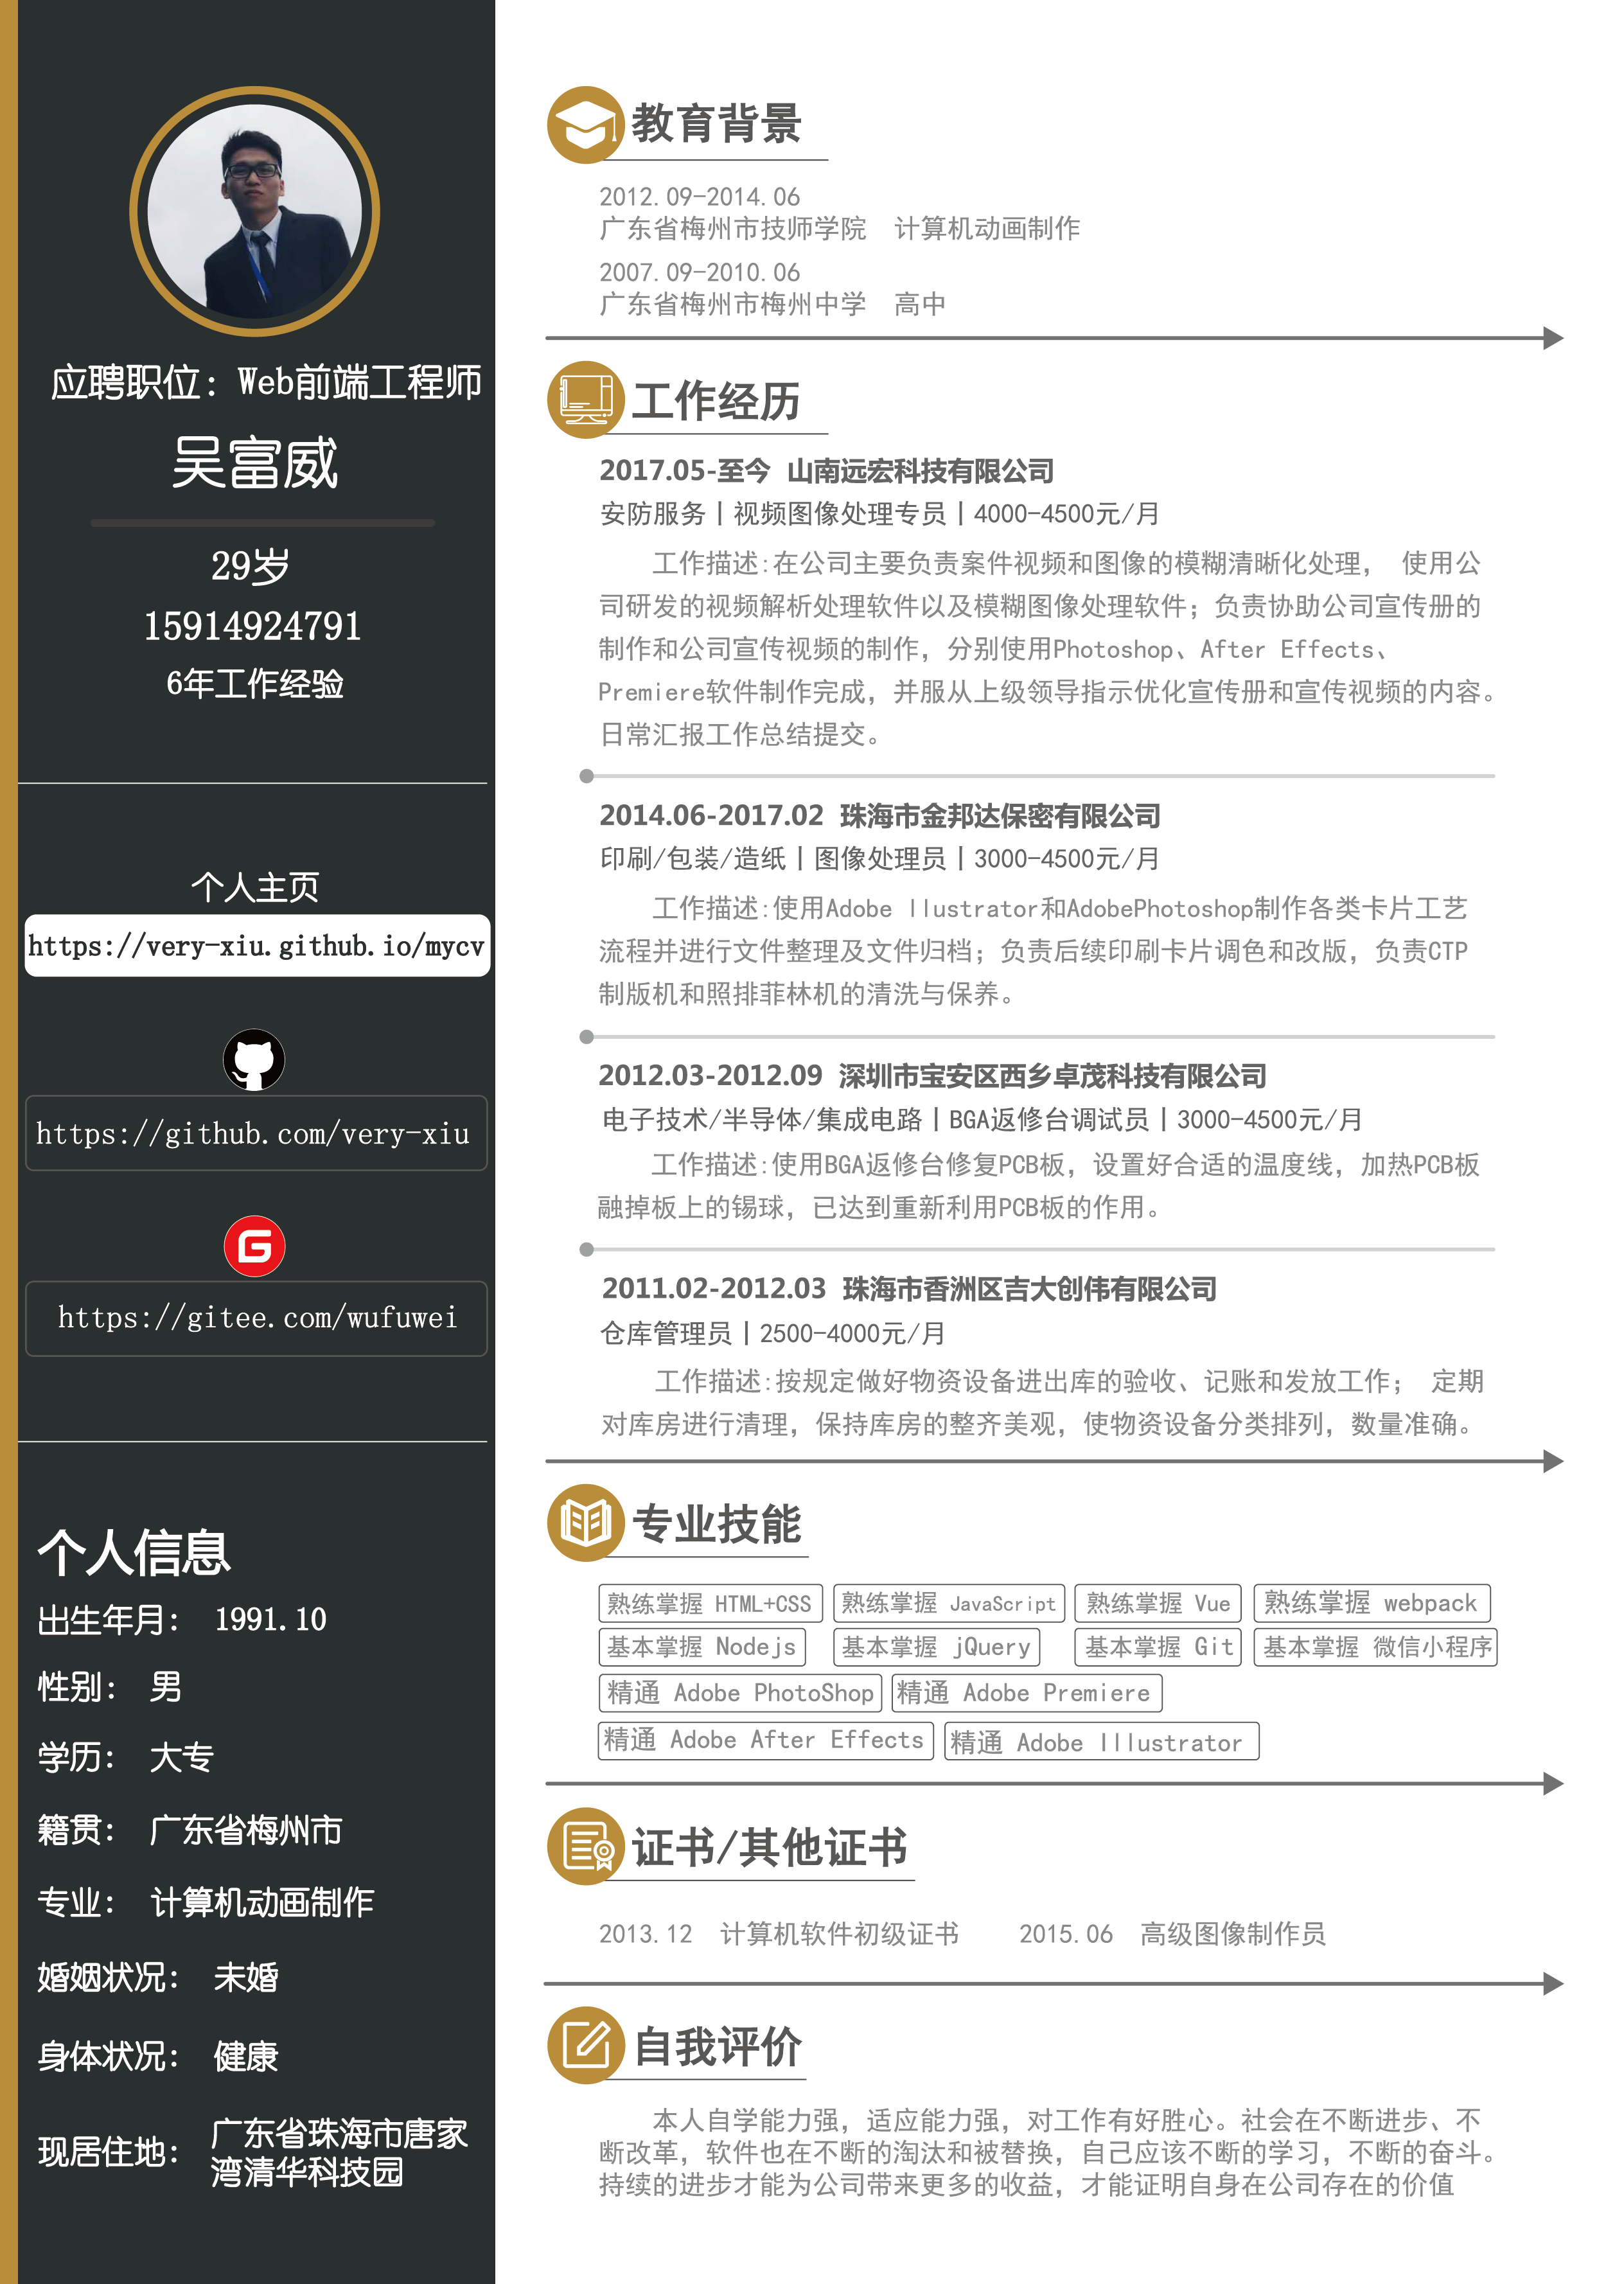 应聘职位：Web前端工程师
吴富威
29岁
15914924791
6年工作经验
个人主页
https://very-xiu.github.io/mycv
https://github.com/very-xiu
G
https://gitee.com/wufuwei
个人信息
出生年月： 1991.10
性别： 男
学历： 大专
籍贯： 广东省梅州市
专业： 计算机动画制作
婚姻状况： 未婚
身体状况： 健康
现居住地： 广东省珠海市唐家
湾清华科技园
教育背景
2012.09-2014.06
广东省梅州市技师学院 计算机动画制作
2007.09-2010.06
广东省梅州市梅州中学 高中
工作经历
2017.05-至今 山南远宏科技有限公司
安防服务|视频图像处理专员|4000-4500元/月
工作描述:在公司主要负责案件视频和图像的模糊清晰化处理， 使用公
司研发的视频解析处理软件以及模糊图像处理软件；负责协助公司宣传册的
制作和公司宣传视频的制作，分别使用Photoshop、After Effects、
Premiere软件制作完成，并服从上级领导指示优化宣传册和宣传视频的内容。
日常汇报工作总结提交。
2014.06-2017.02 珠海市金邦达保密有限公司
印刷/包装/造纸|图像处理员|3000-4500元/月
工作描述:使用Adobe Ilustrator和AdobePhotoshop制作各类卡片工艺
流程并进行文件整理及文件归档；负责后续印刷卡片调色和改版，负责CTP
制版机和照排菲林机的清洗与保养。
2012.03-2012.09 深圳市宝安区西乡卓茂科技有限公司
电子技术/半导体/集成电路|BGA返修台调试员|3000-4500元/月
工作描述:使用BGA返修台修复PCB板，设置好合适的温度线，加热PCB板
融掉板上的锡球，已达到重新利用PCB板的作用。
2011.02-2012.03 珠海市香洲区吉大创伟有限公司
仓库管理员|2500-4000元/月
工作描述:按规定做好物资设备进出库的验收、记账和发放工作； 定期
对库房进行清理，保持库房的整齐美观，使物资设备分类排列，数量准确。
专业技能
熟练掌握 HTML+CSS 熟练掌握 JavaScript 熟练掌握 Vue 熟练掌握 webpack
基本掌握 Nodejs 基本掌握 jQuery 基本掌握 Git 基本掌握 微信小程序
精通 Adobe PhotoShop 精通 Adobe Premiere
精通 Adobe After Effects 精通 Adobe Illustrator
证书/其他证书
2013.12 计算机软件初级证书 2015.06 高级图像制作员
自我评价
本人自学能力强，适应能力强，对工作有好胜心。社会在不断进步、不
断改革，软件也在不断的淘汰和被替换，自己应该不断的学习，不断的奋斗。
持续的进步才能为公司带来更多的收益，才能证明自身在公司存在的价值